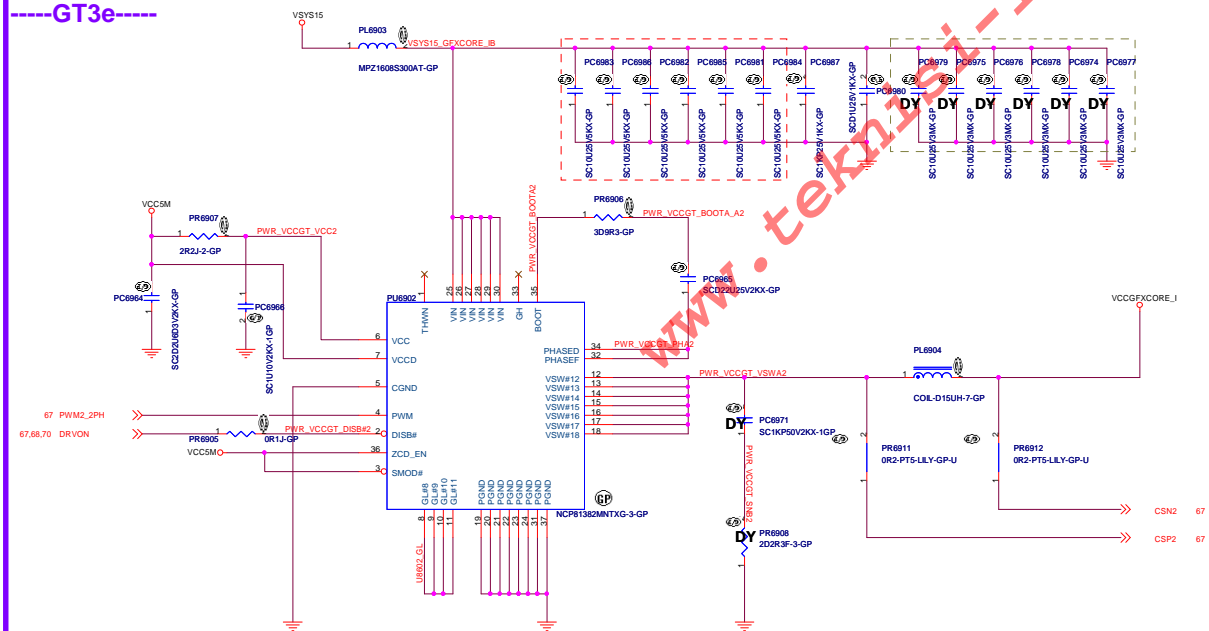 -----GT3e-----
VSYS15
PL6903
1
VSYS15_GFXCORE_IB
MPZ1608S300AT-GP
PC6983 PC6986 PC6982 PC6985 PC6981 PC6984 PC6987
PC6980
PC6979 PC6975 PC6976 PC6978 PC6974 PC6977
DY DY DY DY DY DY
SC10U25V5KX-GP
SC10U25V5KX-GP
SC10U25V5KX-GP
SC10U25V5KX-GP
SC10U25V5KX-GP
SC10U25V5KX-GP
SC1KP25V1KX-GP
SCD1U25V1KX-GP
SC10U25V3MX-GP
SC10U25V3MX-GP
SC10U25V3MX-GP
SC10U25V3MX-GP
SC10U25V3MX-GP
SC10U25V3MX-GP
www.teknisi-
VCC5M
PR6907
1
PWR_VCCGT_VCC2
2R2J-2-GP
PC6964
SC2D2U6D3V2KX-GP
PC6966
SC1U10V2KX-1GP
PWR_VCCGT_BOOTA2
PR6906
1
PWR_VCCGT_BOOTA_A2
3D9R3-GP
PC6965
SCD22U25V2KX-GP
PU6902
1 25 26 27 28 29 30 33 35
THWN VIN VIN VIN VIN VIN VIN GH BOOT
6 VCC
7 VCCD
5 CGND
4 PWM
2 DISB#
36 ZCD_EN
3 SMOD#
PHASED 34 PWR_VCCGT_PHA2
PHASEF 32
VSW#12 12 PWR_VCCGT_VSWA2
VSW#13 13
VSW#14 14
VSW#15 15
VSW#16 16
VSW#17 17
VSW#18 18
GL#8 GL#9 GL#10 GL#11 PGND PGND PGND PGND PGND PGND PGND PGND
8 9 10 11 19 20 21 22 23 24 31 37
GP
NCP81382MNTXG-3-GP
U8602_GL
67 PWM2_2PH
67,68,70 DRVON
PR6905
1
PWR_VCCGT_DISB#2
0R1J-GP
VCC5M
DY
PC6971
SC1KP50V2KX-1GP
PWR_VCCGT_SNB2
DY
PR6908
2D2R3F-3-GP
VCCGFXCORE_I
PL6904
1
COIL-D15UH-7-GP
PR6911
0R2-PT5-LILY-GP-U
PR6912
0R2-PT5-LILY-GP-U
CSN2 67
CSP2 67